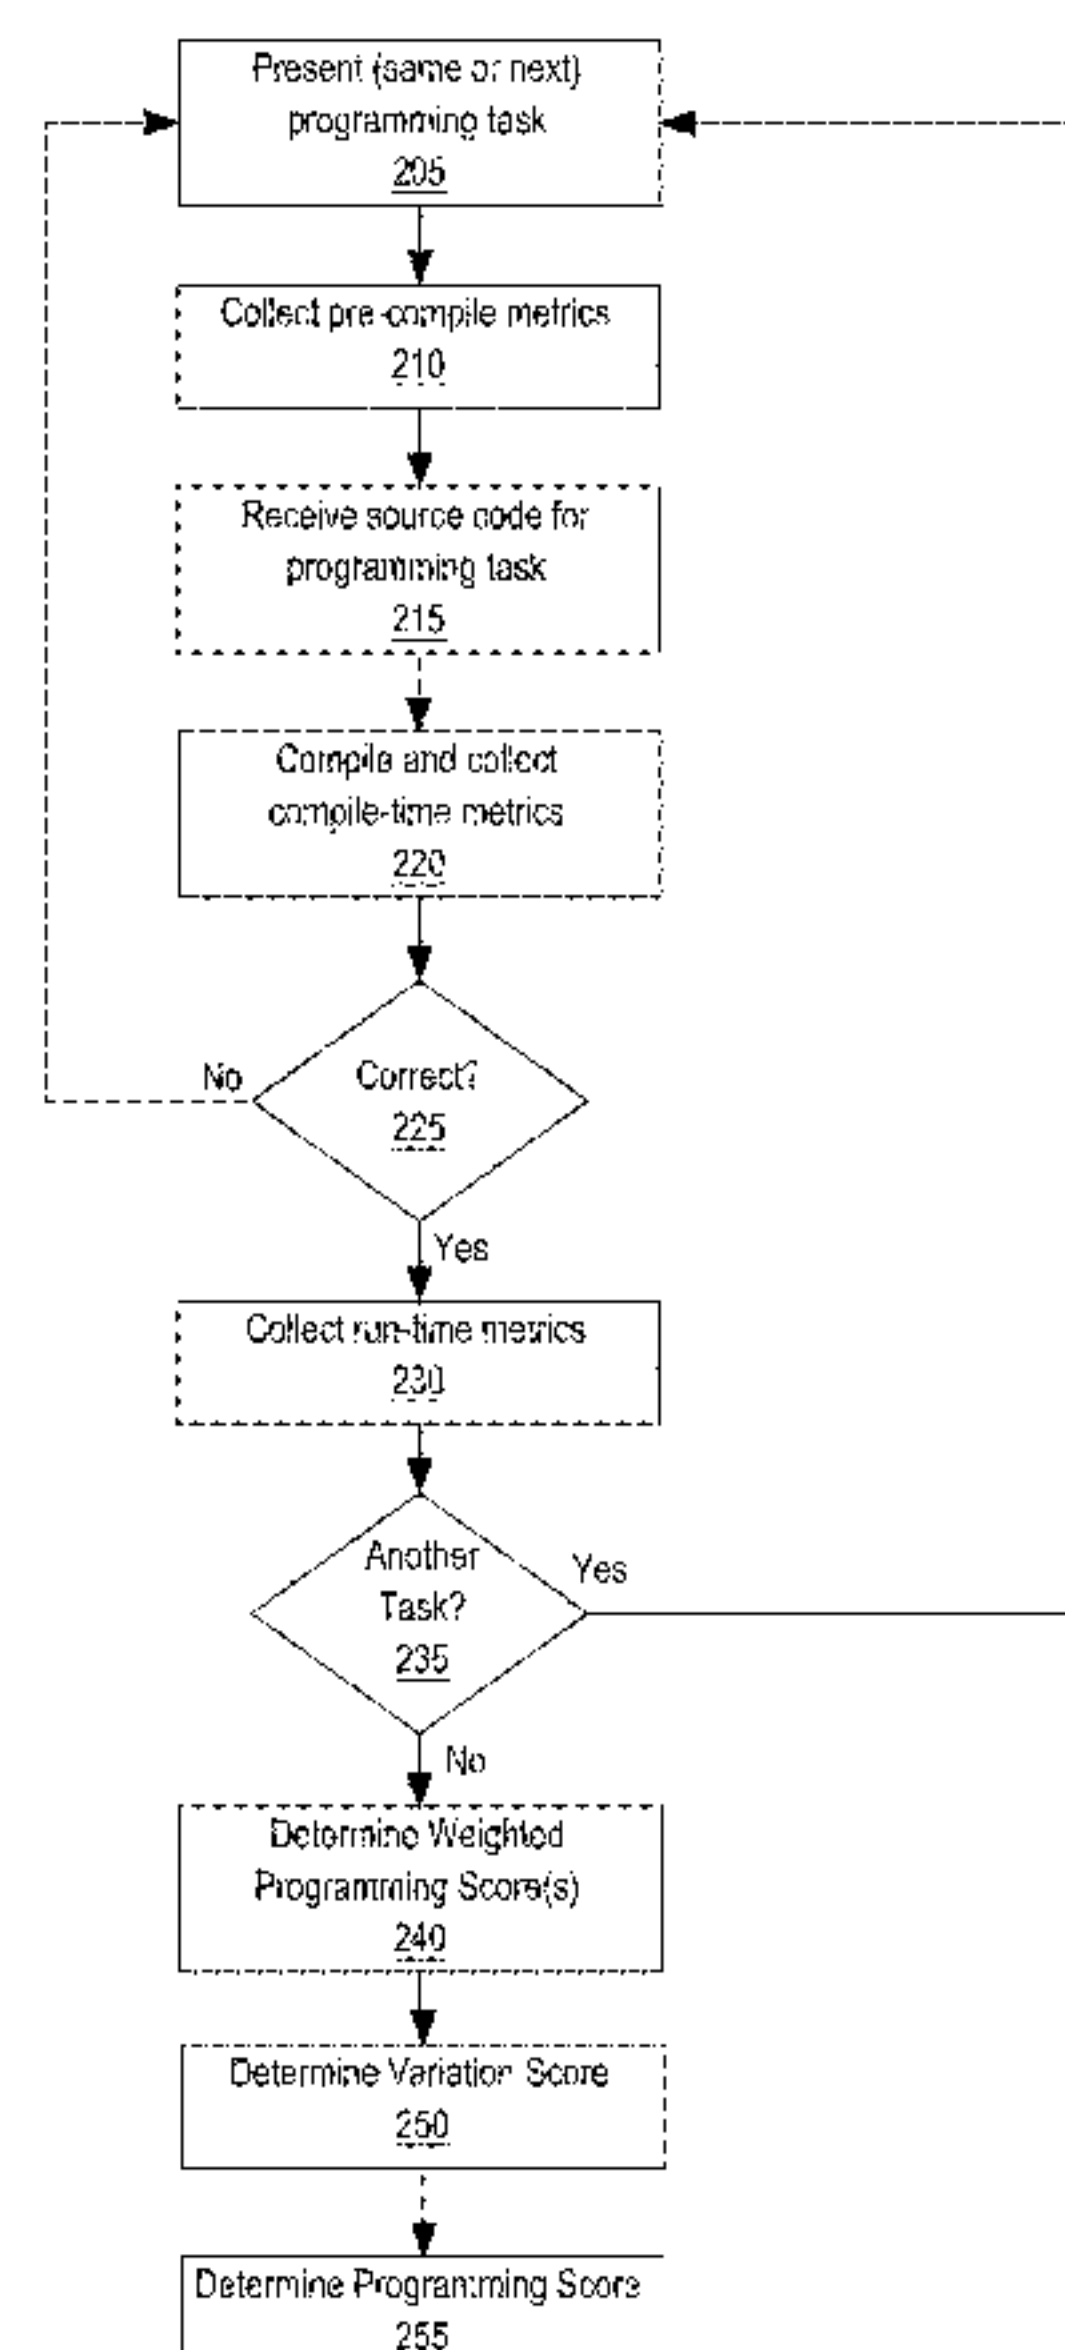 Present (same or next)
programming task
205
Collect pre-compile metrics
210
Receive source code for
programming task
215
Compile and collect
compile-time metrics
220
No
Correct?
225
Yes
Collect run-time metrics
230
Another
Task?
235
Yes
No
Determine Weighted
Programming Score(s)
240
Determine Variation Score
250
Determine Programming Score
255